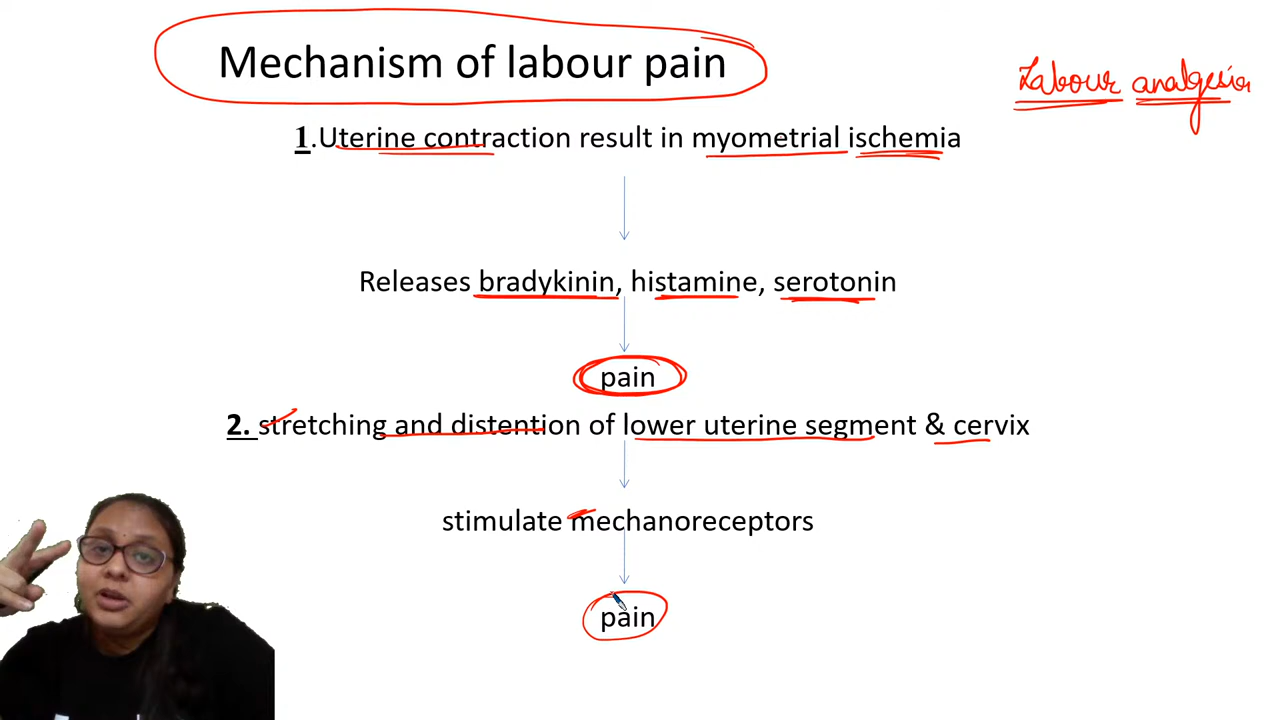 Mechanism of labour pain
Labour analgesia
1.Uterine contraction result in myometrial ischemia
Releases bradykinin, histamine, serotonin
pain
2. stretching and distention of lower uterine segment & cervix
stimulate mechanoreceptors
pain